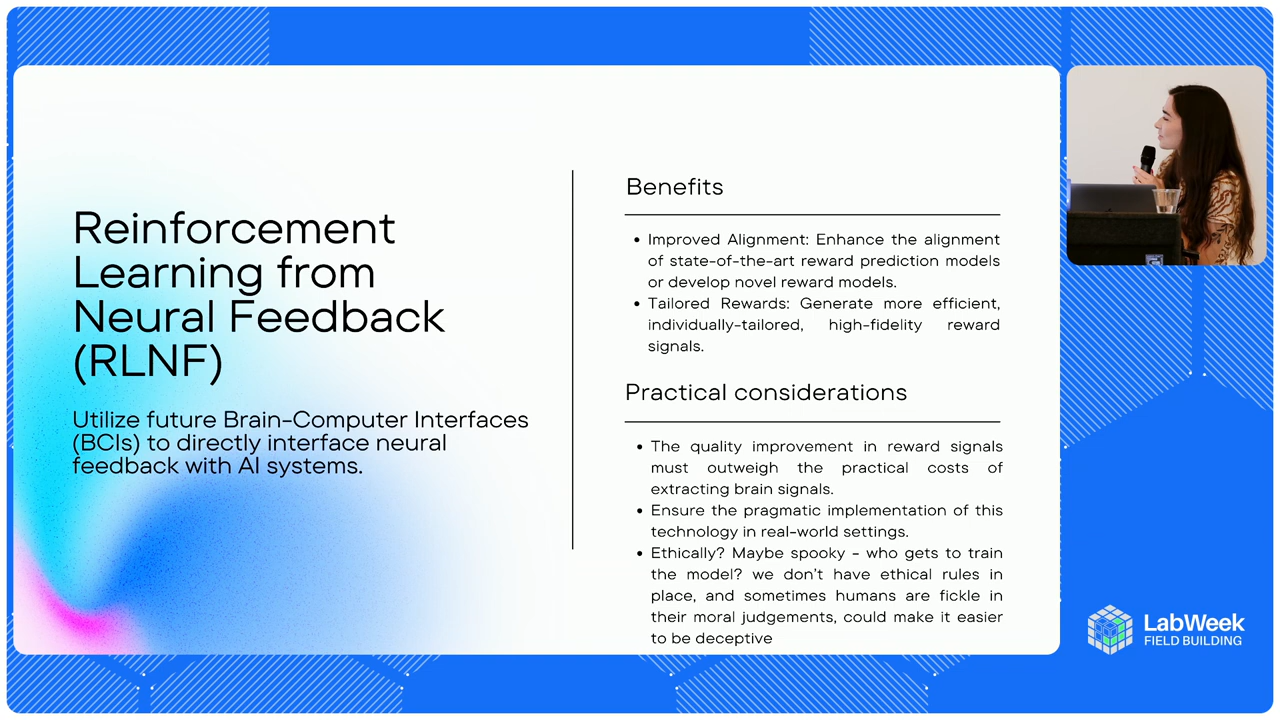 Reinforcement
Learning from
Neural Feedback
(RLNF)
Utilize future Brain-Computer Interfaces
(BCIs) to directly interface neural
feedback with AI systems.
Benefits
• Improved Alignment: Enhance the alignment
of state-of-the-art reward prediction models
or develop novel reward models.
• Tailored Rewards: Generate more efficient,
individually-tailored, high-fidelity reward
signals.
Practical considerations
• The quality improvement in reward signals
must outweigh the practical costs of
extracting brain signals.
• Ensure the pragmatic implementation of this
technology in real-world settings.
• Ethically? Maybe spooky - who gets to train
the model? we don't have ethical rules in
place, and sometimes humans are fickle in
their moral judgements, could make it easier
to be deceptive
LabWeek
FIELD BUILDING